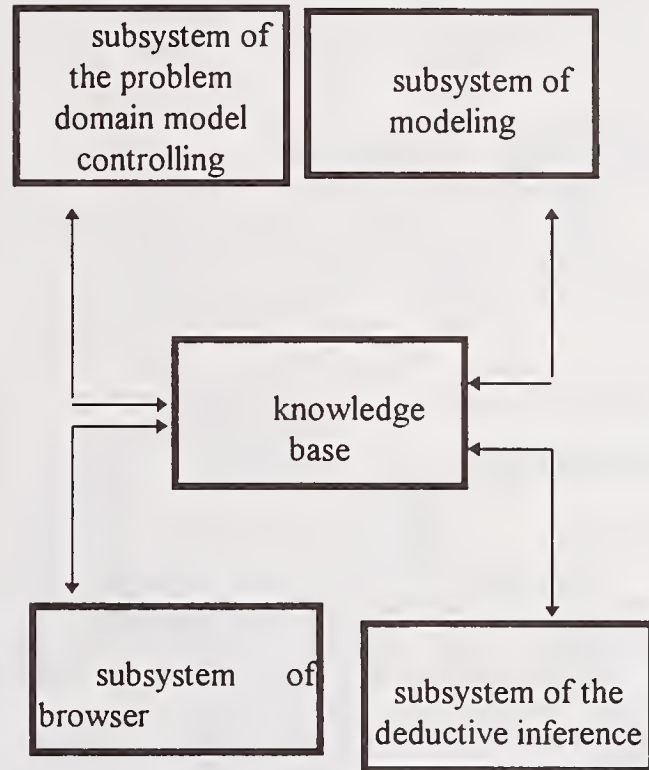 subsystem of
the problem
domain model
controlling
subsystem of
modeling
knowledge
base
subsystem of
browser
subsystem of the
deductive inference